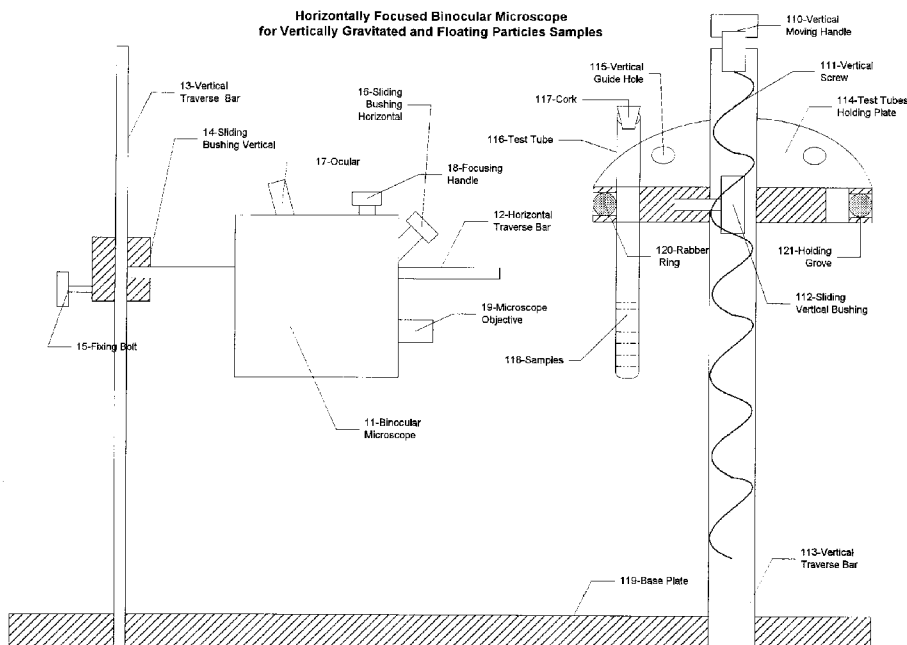 Horizontally Focused Binocular Microscope
for Vertically Gravitated and Floating Particles Samples
110-Vertical
Moving Handle
13-Vertical
Traverse Bar
14-Sliding
Bushing Vertical
16-Sliding
Bushing
Horizontal
17-Ocular
18-Focusing
Handle
12-Horizontal
Traverse Bar
115-Vertical
Guide Hole
117-Cork
116-Test Tube
111-Vertical
Screw
114-Test Tubes
Holding Plate
120-Rubber
Ring
121-Holding
Grove
112-Sliding
Vertical Bushing
19-Microscope
Objective
15-Fixing Bolt
118-Samples
11-Binocular
Microscope
113-Vertical
Traverse Bar
119-Base Plate